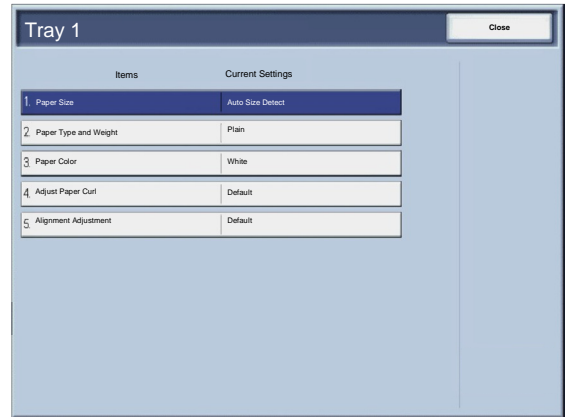 Tray 1
Close
Items Current Settings
1. Paper Size Auto Size Detect
2. Paper Type and Weight Plain
3. Paper Color White
4. Adjust Paper Curl Default
5. Alignment Adjustment Default